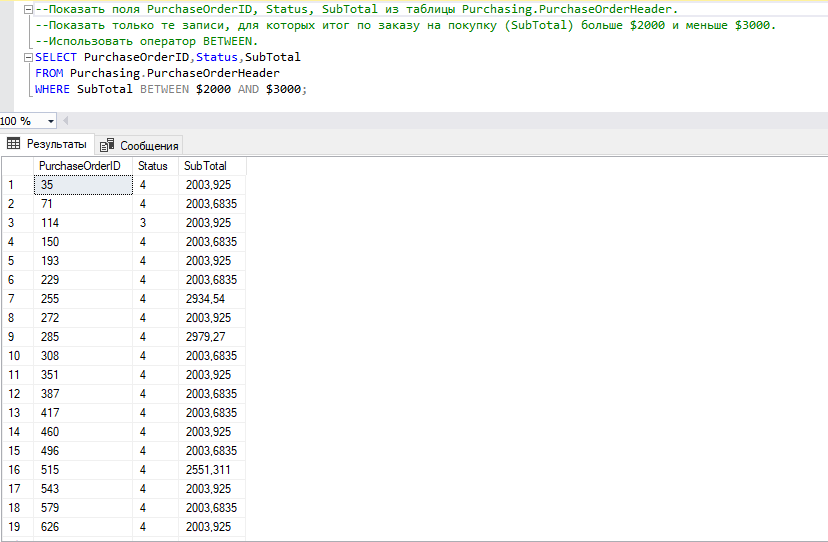 --Показать поля PurchaseOrderID, Status, SubTotal из таблицы Purchasing.PurchaseOrderHeader.
--Показать только те записи, для которых итог по заказу на покупку (SubTotal) больше $2000 и меньше $3000.
--Использовать оператор BETWEEN.
SELECT PurchaseOrderID,Status,SubTotal
FROM Purchasing.PurchaseOrderHeader
WHERE SubTotal BETWEEN $2000 AND $3000;
100 %
Результаты Сообщения
PurchaseOrderID Status SubTotal
1 35 4 2003,925
2 71 4 2003,6835
3 114 3 2003,925
4 150 4 2003,6835
5 193 4 2003,925
6 229 4 2003,6835
7 255 4 2934,54
8 272 4 2003,925
9 285 4 2979,27
10 308 4 2003,6835
11 351 4 2003,925
12 387 4 2003,6835
13 417 4 2003,6835
14 460 4 2003,925
15 496 4 2003,6835
16 515 4 2551,311
17 543 4 2003,925
18 579 4 2003,6835
19 626 4 2003,925